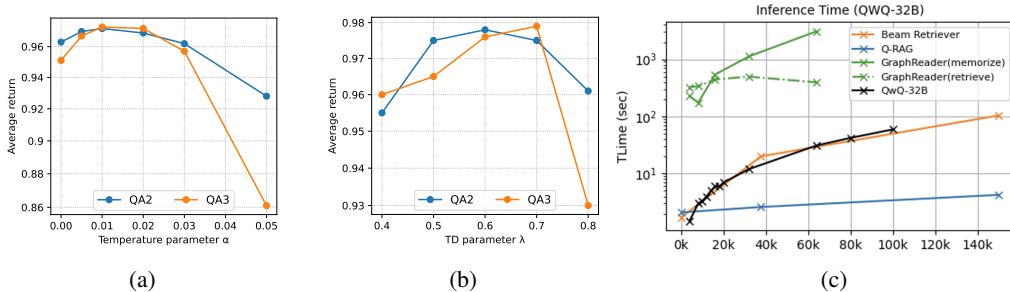 Average return
0.96
0.94
0.92
0.9
0.88
0.86
QA2
QA3
0.00
0.01
0.02
0.03
0.04
0.05
Temperature parameter α
(a)
Average return
0.98
0.97
0.96
0.95
0.94
0.93
QA2
QA3
0.4
0.5
0.6
0.7
0.8
TD parameter λ
(b)
Inference Time (QWQ-32B)
TLime (sec)
10³
10²
10¹
Beam Retriever
Q-RAG
GraphReader(memorize)
GraphReader(retrieve)
QwQ-32B
0k
20k
40k
60k
80k
100k
120k
140k
(c)